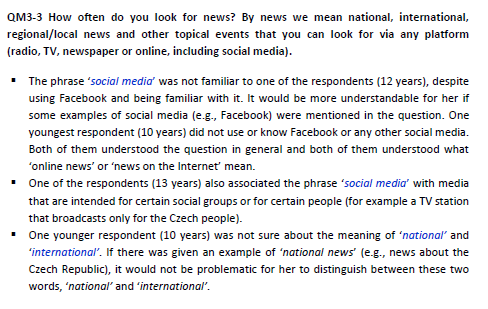 QM3-3 How often do you look for news? By news we mean national, international,
regional/local news and other topical events that you can look for via any platform
(radio, TV, newspaper or online, including social media).
▪ The phrase 'social media' was not familiar to one of the respondents (12 years), despite
using Facebook and being familiar with it. It would be more understandable for her if
some examples of social media (e.g., Facebook) were mentioned in the question. One
youngest respondent (10 years) did not use or know Facebook or any other social media.
Both of them understood the question in general and both of them understood what
'online news' or 'news on the Internet' mean.
▪ One of the respondents (13 years) also associated the phrase 'social media' with media
that are intended for certain social groups or for certain people (for example a TV station
that broadcasts only for the Czech people).
▪ One younger respondent (10 years) was not sure about the meaning of 'national' and
'international'. If there was given an example of 'national news' (e.g., news about the
Czech Republic), it would not be problematic for her to distinguish between these two
words, 'national' and 'international'.